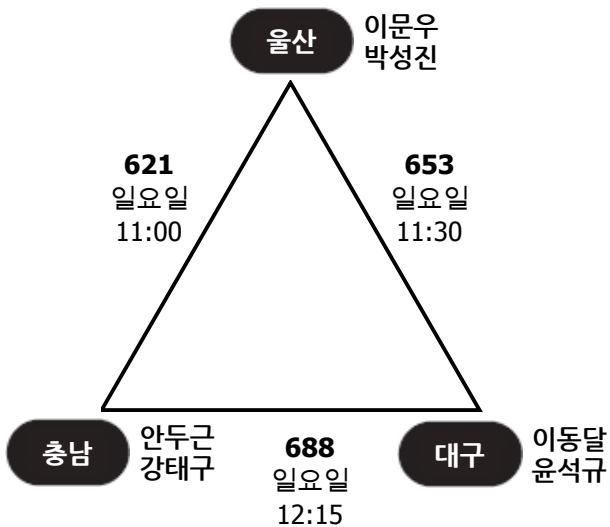 울산
이문우
박성진
621
일요일
11:00
653
일요일
11:30
충남
안두근
강태구
688
일요일
12:15
대구
이동달
윤석규